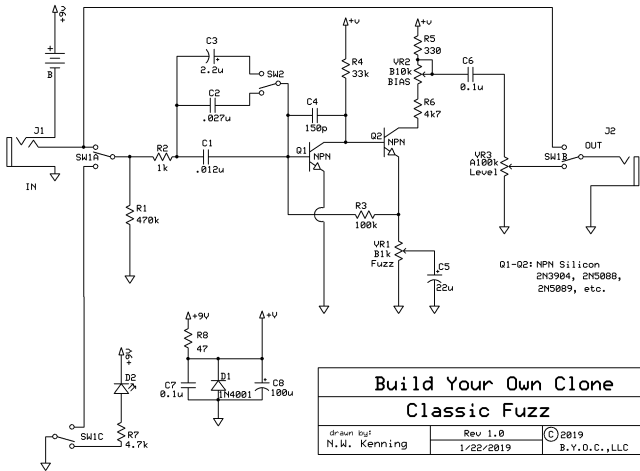 +9V
+
B
J1
IN
SW1A
R1
470k
R2
1k
C3
+
2.2u
C2
.027u
SW2
C1
.012u
C4
150p
+v
R4
33k
Q1
NPN
Q2
NPN
+v
R5
330
VR2
B10k
BIAS
R6
4k7
C6
0.1u
VR3
A100k
Level
SW1B
OUT
J2
R3
100k
VR1
B1k
Fuzz
+
C5
22u
Q1-Q2: NPN Silicon
2N3904, 2N5088,
2N5089, etc.
+9V
D2
R7
4.7k
SW1C
+9V
R8
47
+V
C7
0.1u
D1
1N4001
+
C8
100u
Build Your Own Clone
Classic Fuzz
drawn by:
N.W. Kenning
Rev 1.0
1/22/2019
C 2019
B.Y.O.C.,LLC